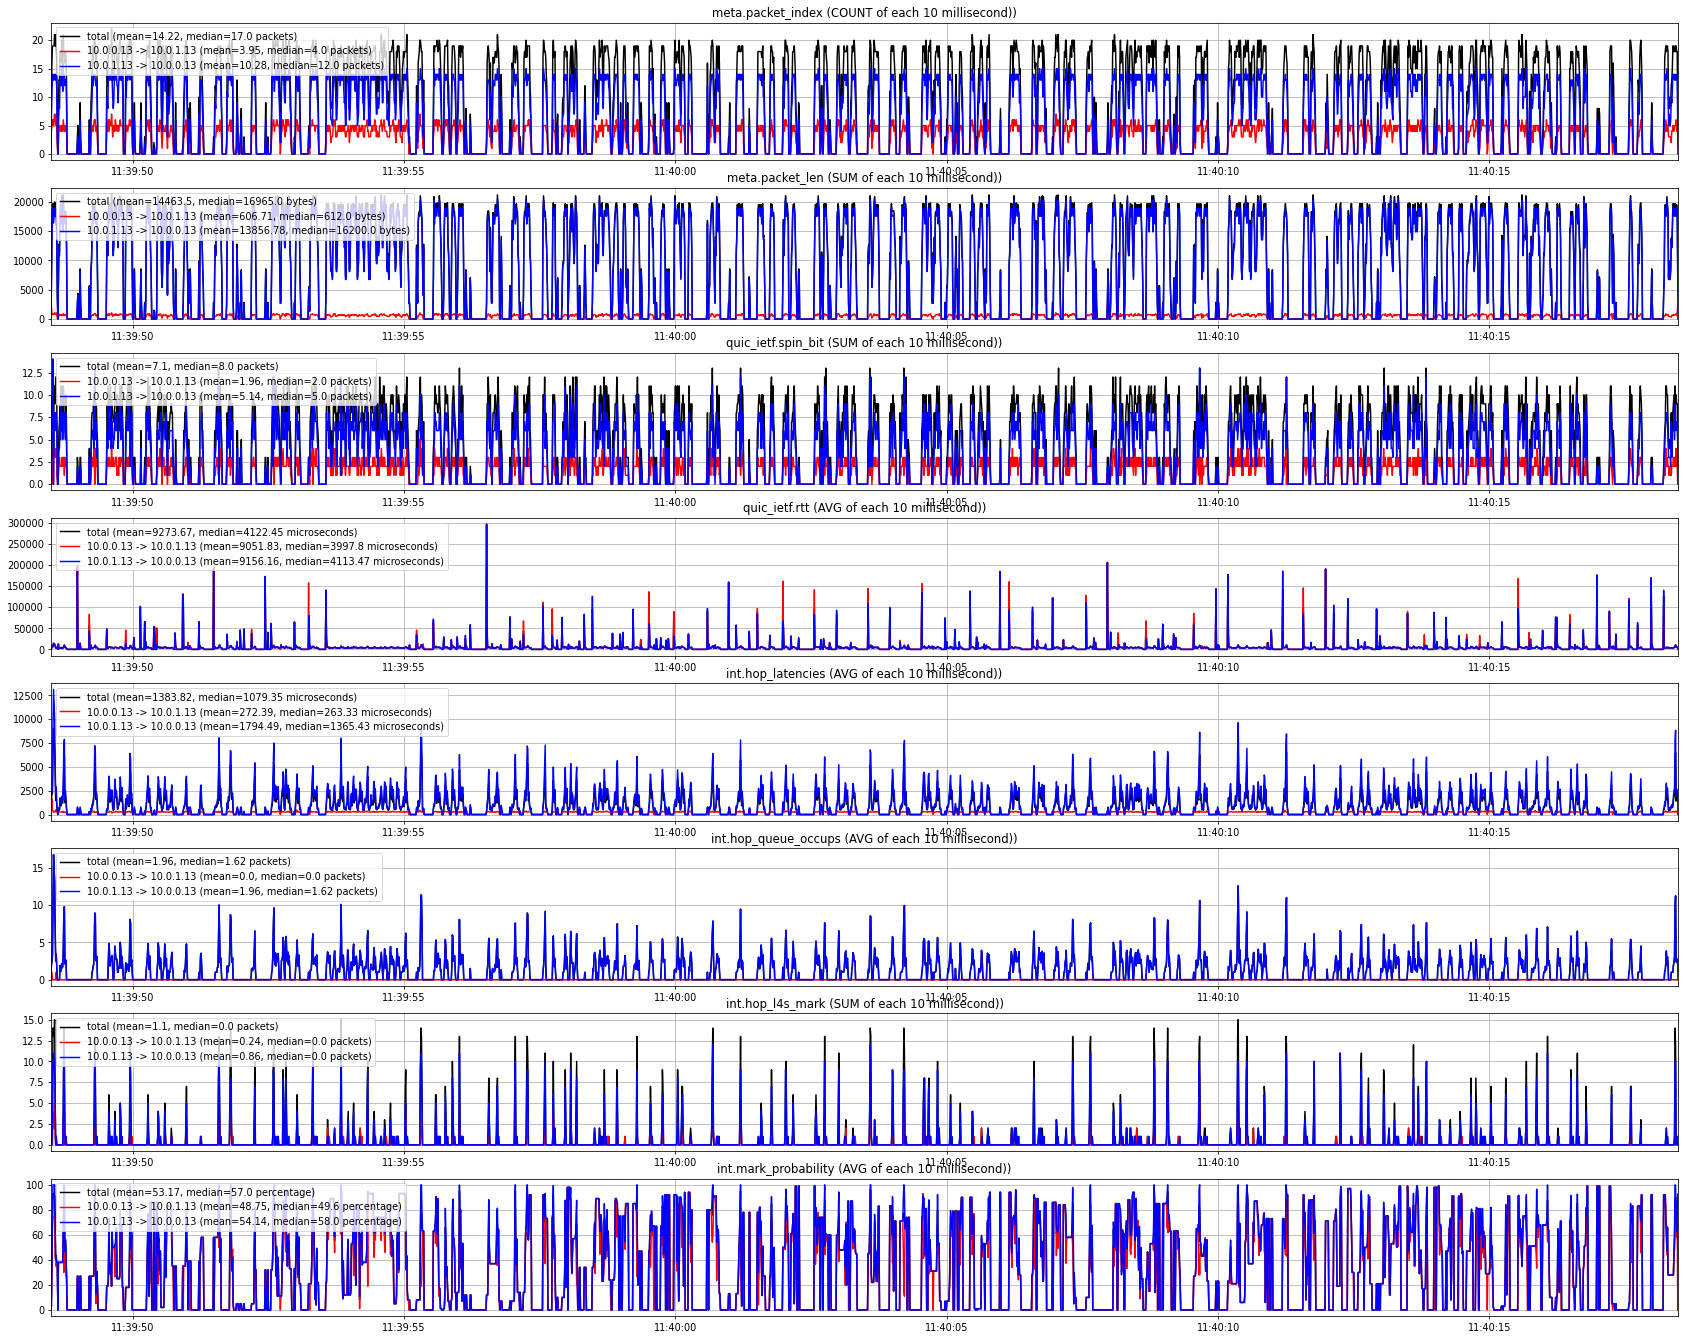 meta.packet_index (COUNT of each 10 millisecond))
total (mean=14.22, median=17.0 packets)
10.0.0.13 -> 10.0.1.13 (mean=3.95, median=4.0 packets)
10.0.1.13 -> 10.0.0.13 (mean=10.28, median=12.0 packets)
20
15
10
5
0
11:39:50 11:39:55 11:40:00 11:40:05 11:40:10 11:40:15
meta.packet_len (SUM of each 10 millisecond))
total (mean=14463.5, median=16965.0 bytes)
10.0.0.13 -> 10.0.1.13 (mean=606.71, median=612.0 bytes)
10.0.1.13 -> 10.0.0.13 (mean=13856.78, median=16200.0 bytes)
20000
15000
10000
5000
0
11:39:50 11:39:55 11:40:00 11:40:05 11:40:10 11:40:15
quic_ietf.spin_bit (SUM of each 10 millisecond))
total (mean=7.1, median=8.0 packets)
10.0.0.13 -> 10.0.1.13 (mean=1.96, median=2.0 packets)
10.0.1.13 -> 10.0.0.13 (mean=5.14, median=5.0 packets)
12.5
10.0
7.5
5.0
2.5
0.0
11:39:50 11:39:55 11:40:00 11:40:05 11:40:10 11:40:15
quic_ietf.rtt (AVG of each 10 millisecond))
total (mean=9273.67, median=4122.45 microseconds)
10.0.0.13 -> 10.0.1.13 (mean=9051.83, median=3997.8 microseconds)
10.0.1.13 -> 10.0.0.13 (mean=9156.16, median=4113.47 microseconds)
300000
250000
200000
150000
100000
50000
0
11:39:50 11:39:55 11:40:00 11:40:05 11:40:10 11:40:15
int.hop_latencies (AVG of each 10 millisecond))
total (mean=1383.82, median=1079.35 microseconds)
10.0.0.13 -> 10.0.1.13 (mean=272.39, median=263.33 microseconds)
10.0.1.13 -> 10.0.0.13 (mean=1794.49, median=1365.43 microseconds)
12500
10000
7500
5000
2500
0
11:39:50 11:39:55 11:40:00 11:40:05 11:40:10 11:40:15
int.hop_queue_occups (AVG of each 10 millisecond))
total (mean=1.96, median=1.62 packets)
10.0.0.13 -> 10.0.1.13 (mean=0.0, median=0.0 packets)
10.0.1.13 -> 10.0.0.13 (mean=1.96, median=1.62 packets)
15
10
5
0
11:39:50 11:39:55 11:40:00 11:40:05 11:40:10 11:40:15
int.hop_l4s_mark (SUM of each 10 millisecond))
total (mean=1.1, median=0.0 packets)
10.0.0.13 -> 10.0.1.13 (mean=0.24, median=0.0 packets)
10.0.1.13 -> 10.0.0.13 (mean=0.86, median=0.0 packets)
15.0
12.5
10.0
7.5
5.0
2.5
0.0
11:39:50 11:39:55 11:40:00 11:40:05 11:40:10 11:40:15
int.mark_probability (AVG of each 10 millisecond))
total (mean=53.17, median=57.0 percentage)
10.0.0.13 -> 10.0.1.13 (mean=48.75, median=49.6 percentage)
10.0.1.13 -> 10.0.0.13 (mean=54.14, median=58.0 percentage)
100
80
60
40
20
0
11:39:50 11:39:55 11:40:00 11:40:05 11:40:10 11:40:15